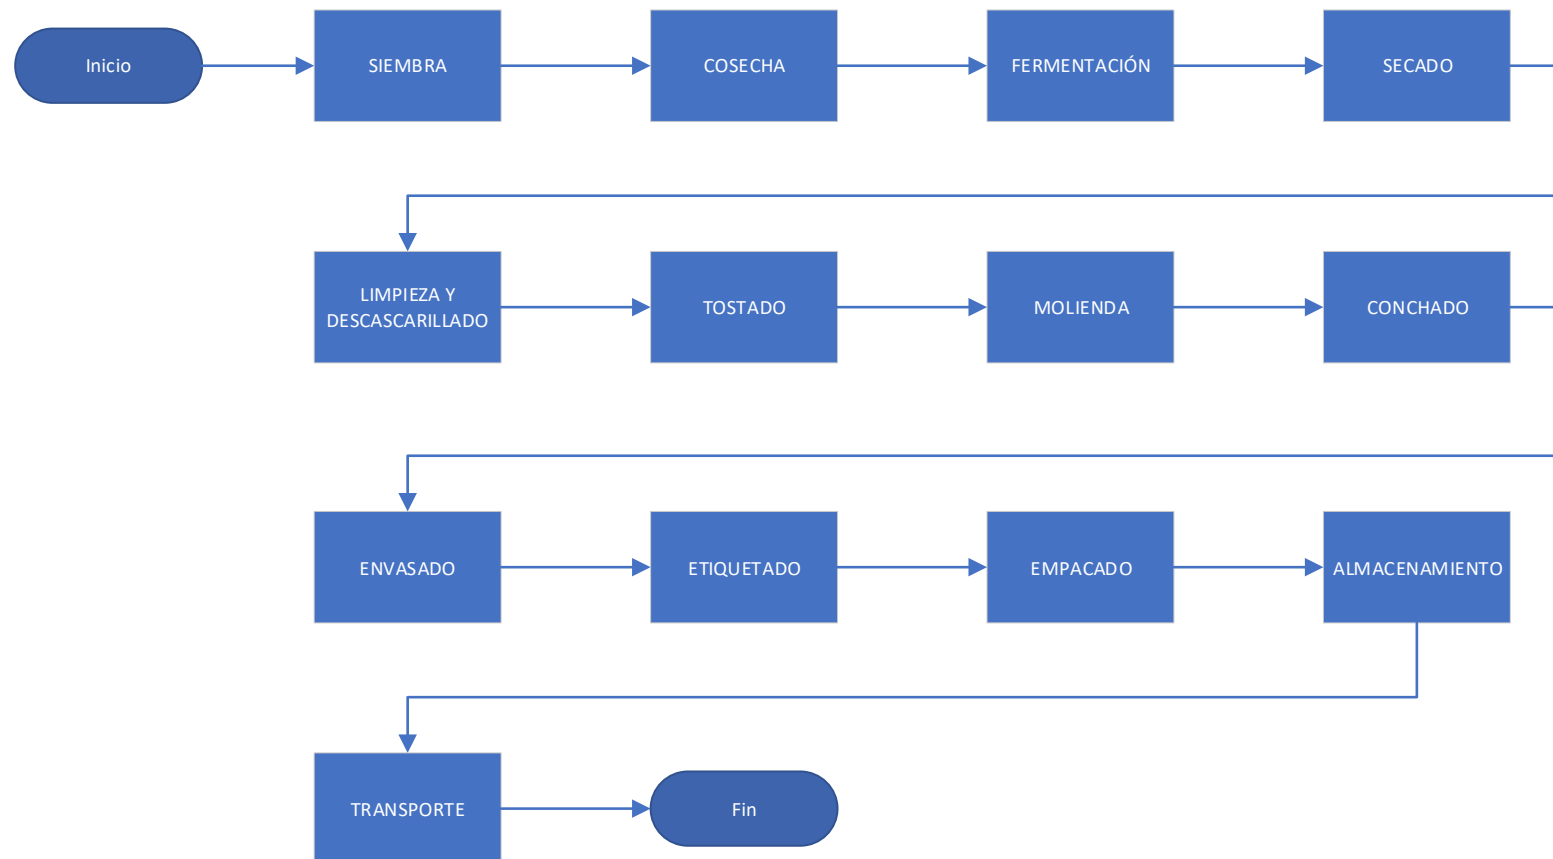 Inicio
SIEMBRA
COSECHA
FERMENTACIÓN
SECADO
LIMPIEZA Y
DESCASCARILLADO
TOSTADO
MOLIENDA
CONCHADO
ENVASADO
ETIQUETADO
EMPACADO
ALMACENAMIENTO
TRANSPORTE
Fin